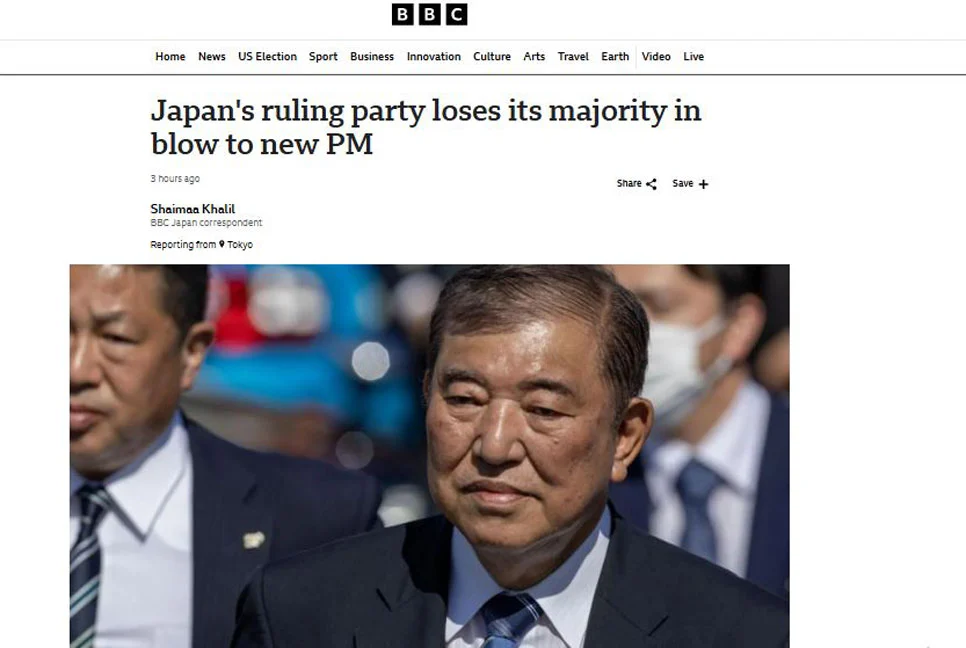 BBC
Home News US Election Sport Business Innovation Culture Arts Travel Earth Video Live
Japan's ruling party loses its majority in
blow to new PM
3 hours ago
Share Save
Shaimaa Khalil
BBC Japan correspondent
Reporting from Tokyo